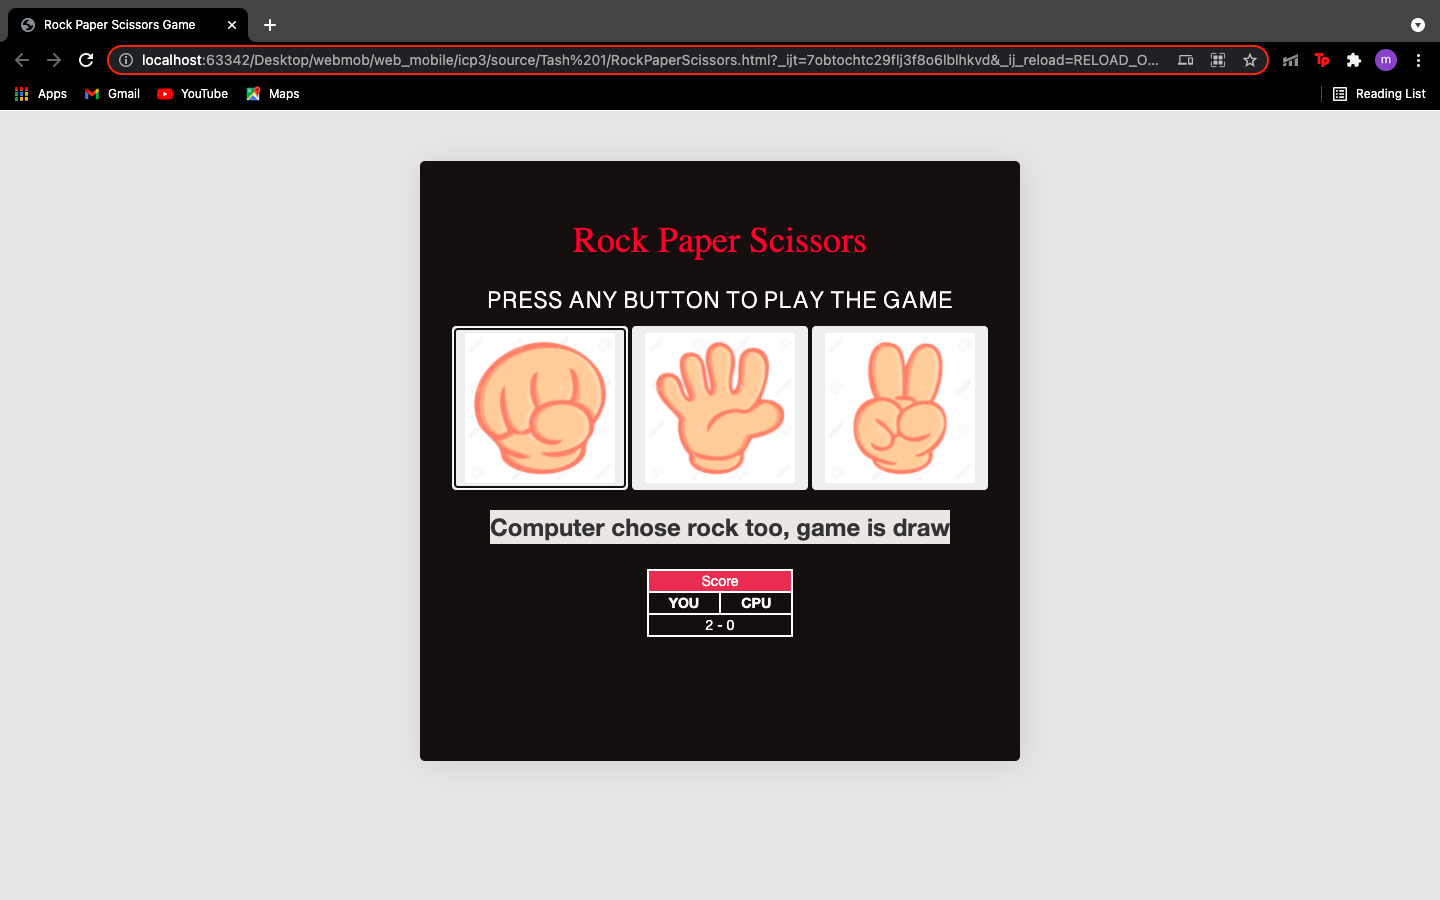 Rock Paper Scissors Game
localhost:63342/Desktop/webmob/web_mobile/icp3/source/Tash%201/RockPaperScissors.html?_ijt=7obtochtc29flj3f8o6lblhkvd&_ij_reload=RELOAD_O...
Tp
m
Apps
Gmail
YouTube
Maps
Reading List
Rock Paper Scissors
PRESS ANY BUTTON TO PLAY THE GAME
Computer chose rock too, game is draw
Score
YOU CPU
2 - 0